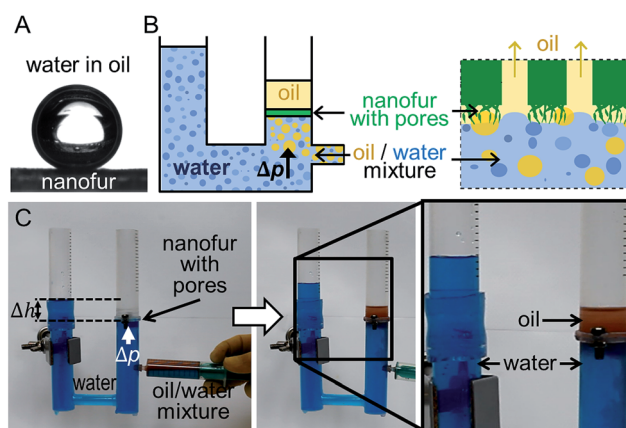 A
water in oil
nanofur
B
oil
water
Δp
nanofur
with pores
oil / water
mixture
oil
C
nanofur
with pores
Δh
Δp
water
oil/water
mixture
oil
water